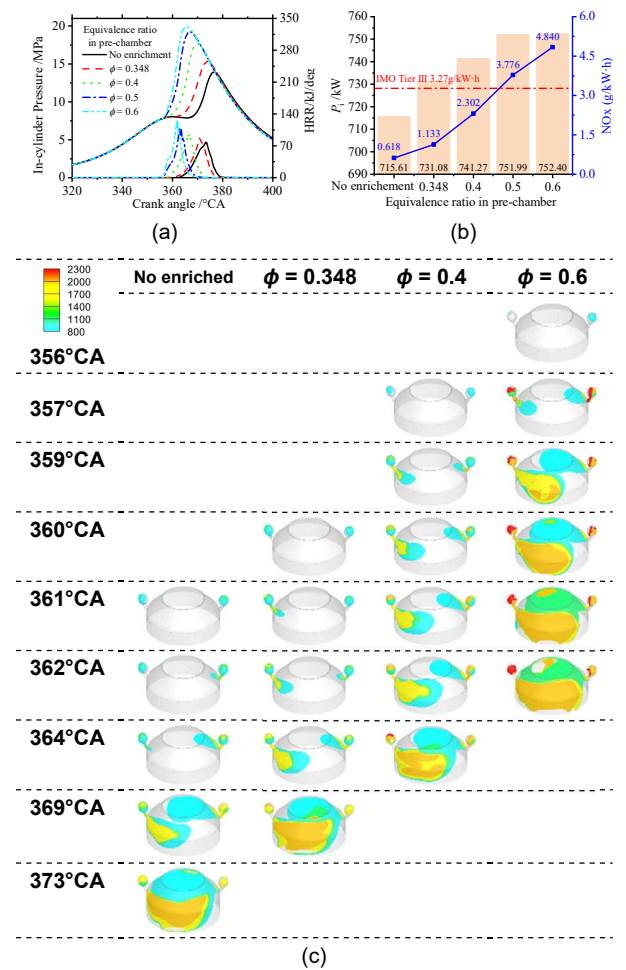 (a)
In-cylinder Pressure /MPa
20
15
10
5
0
Equivalence ratio
in pre-chamber
No enrichment
ϕ = 0.348
ϕ = 0.4
ϕ = 0.5
ϕ = 0.6
350
280
210
140
70
0
HRR/kJ/deg
320 340 360 380 400
Crank angle /°CA
(b)
P_i /kW
760
750
740
730
720
710
700
690
IMO Tier III 3.27g/kW·h
0.618
1.133
2.302
3.776
4.840
715.61 731.08 741.27 751.99 752.40
6.0
4.5
3.0
1.5
0.0
NOx (g/kW·h)
No enrichement 0.348 0.4 0.5 0.6
Equivalence ratio in pre-chamber
2300
2000
1700
1400
1100
800
No enriched ϕ = 0.348 ϕ = 0.4 ϕ = 0.6
356°CA
357°CA
359°CA
360°CA
361°CA
362°CA
364°CA
369°CA
373°CA
(c)